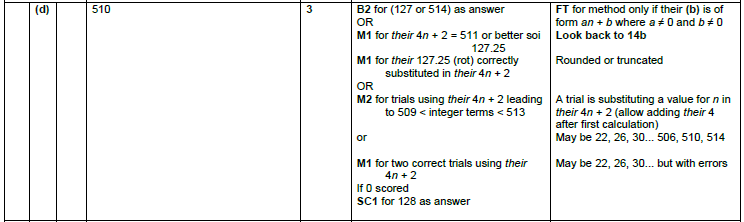 (d)
510
3
B2 for (127 or 514) as answer
OR
M1 for their 4n + 2 = 511 or better soi
127.25
M1 for their 127.25 (rot) correctly
substituted in their 4n + 2
OR
M2 for trials using their 4n + 2 leading
to 509 < integer terms < 513
or
M1 for two correct trials using their
4n + 2
If 0 scored
SC1 for 128 as answer
FT for method only if their (b) is of
form an + b where a ≠ 0 and b ≠ 0
Look back to 14b
Rounded or truncated
A trial is substituting a value for n in
their 4n + 2 (allow adding their 4
after first calculation)
May be 22, 26, 30... 506, 510, 514
May be 22, 26, 30... but with errors